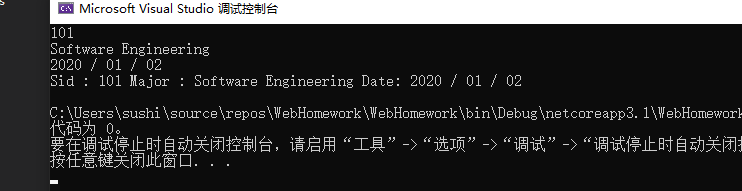 Microsoft Visual Studio 调试控制台
101
Software Engineering
2020 / 01 / 02
Sid : 101 Major : Software Engineering Date: 2020 / 01 / 02
C:\Users\sushi\source\repos\WebHomework\WebHomework\bin\Debug\netcoreapp3.1\WebHomework
代码为 0。
要在调试停止时自动关闭控制台，请启用“工具”->“选项”->“调试”->“调试停止时自动关闭
按任意键关闭此窗口. . .